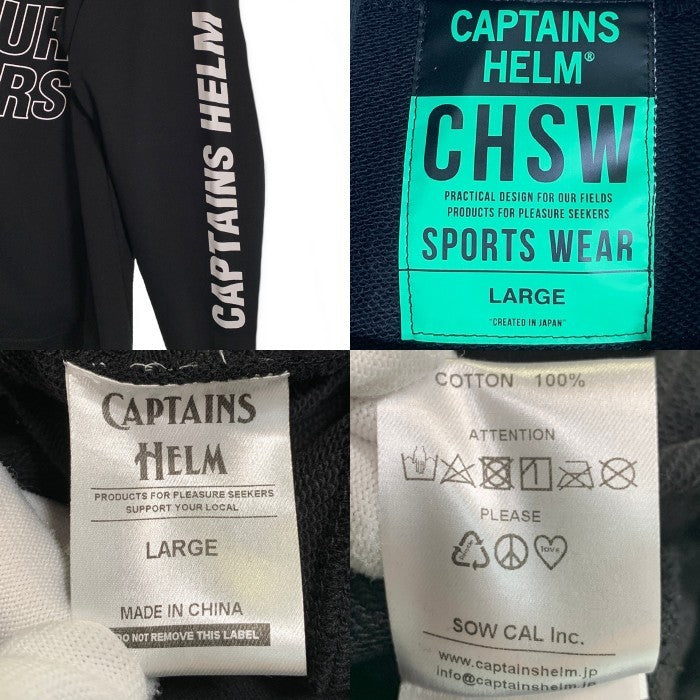 UR
RS
CAPTAINS HELM
CAPTAINS
HELM®
CHSW
PRACTICAL DESIGN FOR OUR FIELDS
PRODUCTS FOR PLEASURE SEEKERS
SPORTS WEAR
LARGE
"CREATED IN JAPAN"
CAPTAINS
HELM
PRODUCTS FOR PLEASURE SEEKERS
SUPPORT YOUR LOCAL
LARGE
MADE IN CHINA
DO NOT REMOVE THIS LABEL
COTTON 100%
ATTENTION
PLEASE
love
SOW CAL Inc.
www.captainshelm.jp
info@captainshelm.jp